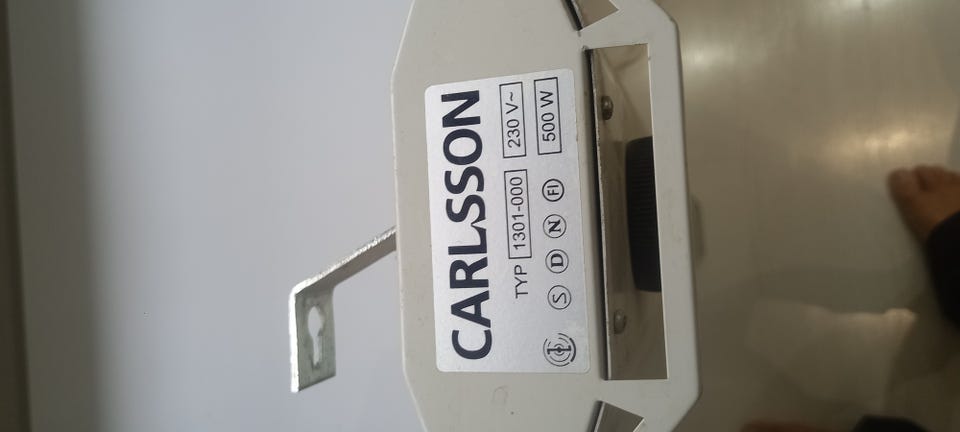 CARLSSON
TYP 1301-000 230 V~
S D N FI 500 W